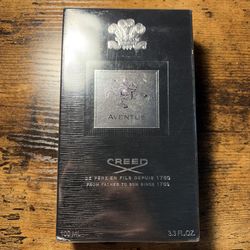 AVENTUS
CREED
DE PÈRE EN FILS DEPUIS 1760
FROM FATHER TO SON SINCE 1760
100 ML 3.3 FL.OZ